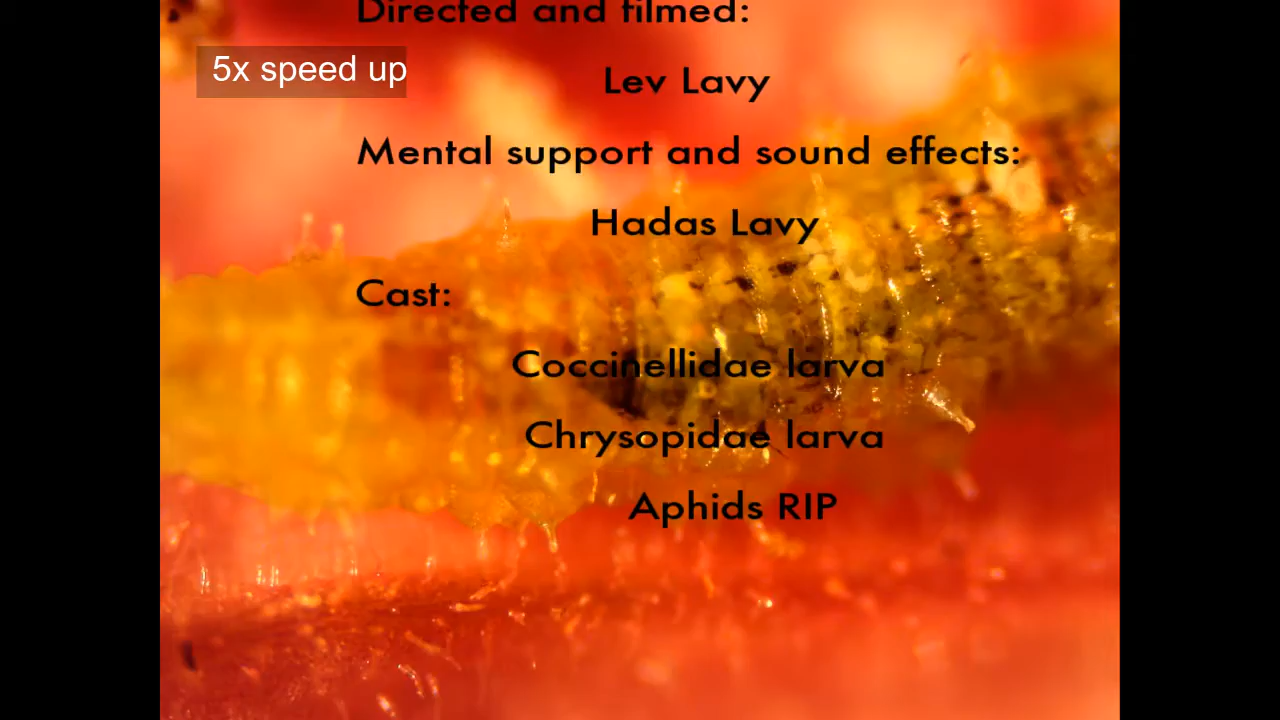 Directed and filmed:
5x speed up
Lev Lavy
Mental support and sound effects:
Hadas Lavy
Cast:
Coccinellidae larva
Chrysopidae larva
Aphids RIP